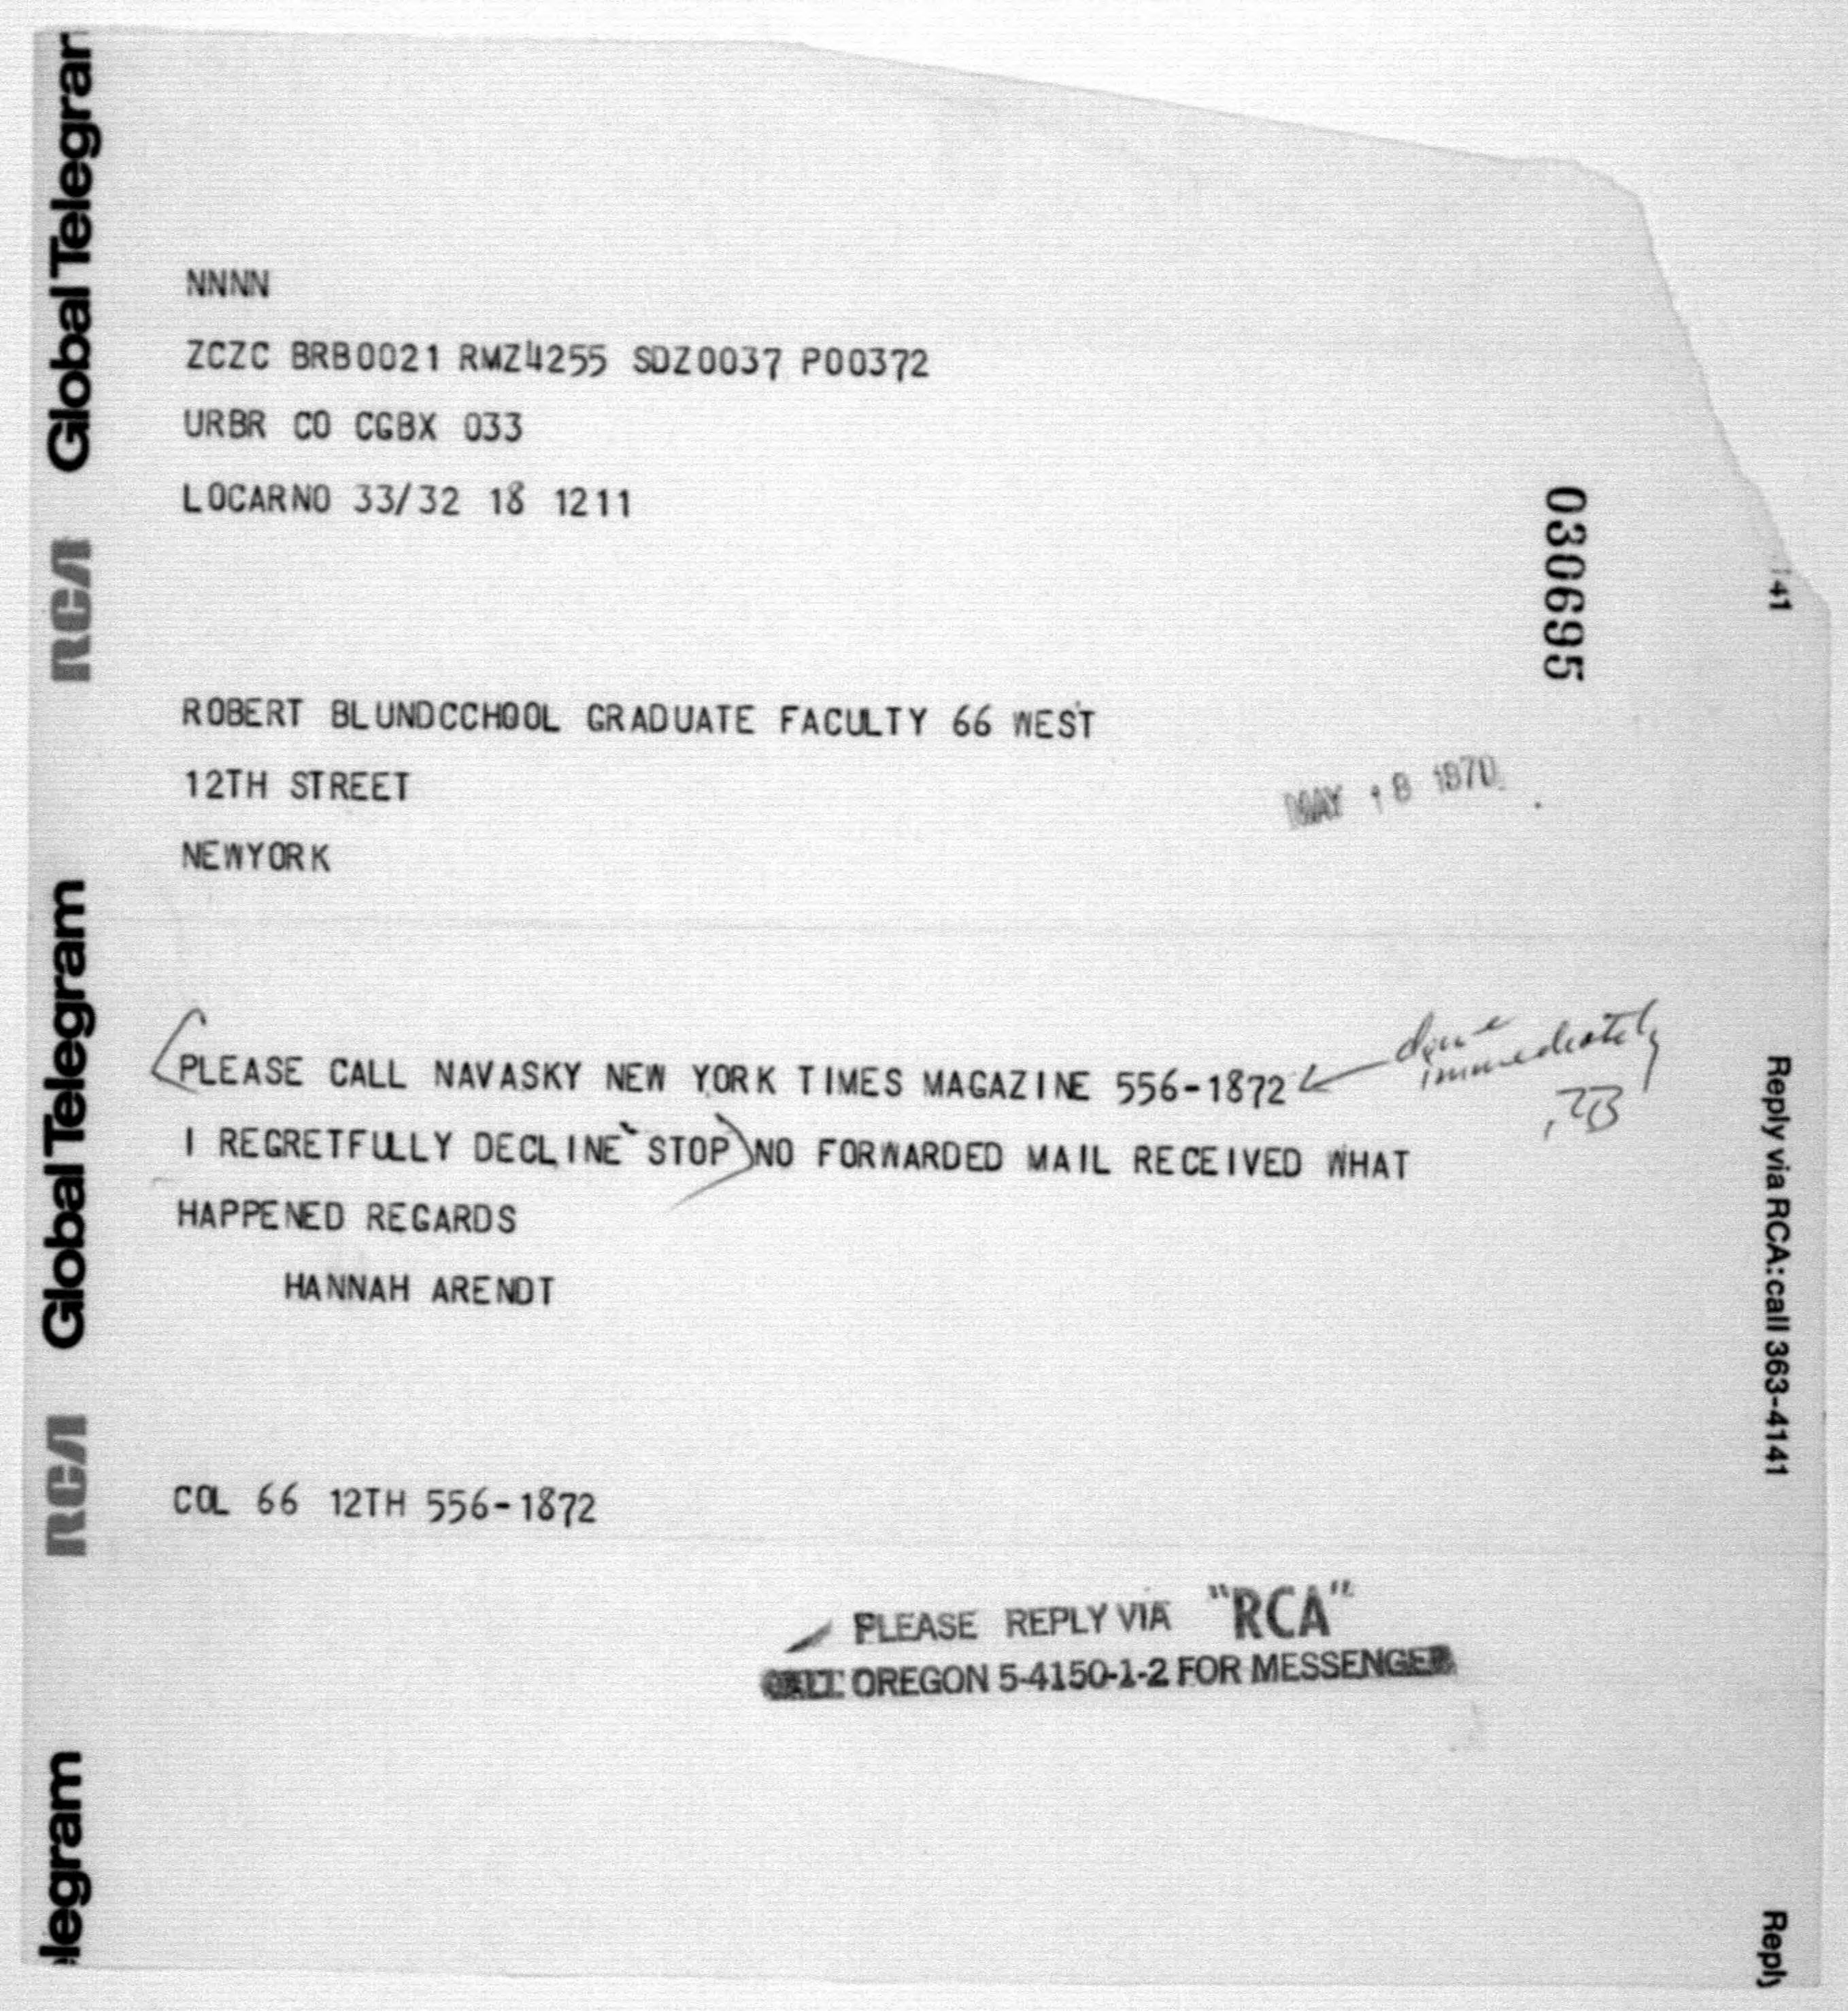 Global Telegram
RCA
Global Telegram
RCA
legram
NNNN
ZCZC BRB0021 RMZ4255 SDZ0037 P00372
URBR CO CGBX 033
LOCARNO 33/32 18 1211
030695
41
ROBERT BLUNDCCHOOL GRADUATE FACULTY 66 WEST
12TH STREET
NEWYORK
MAY 18 1970
PLEASE CALL NAVASKY NEW YORK TIMES MAGAZINE 556-1872
done
immediately
RB
I REGRETFULLY DECLINE STOP NO FORWARDED MAIL RECEIVED WHAT
HAPPENED REGARDS
HANNAH ARENDT
COL 66 12TH 556-1872
PLEASE REPLY VIA "RCA"
CALL OREGON 5-4150-1-2 FOR MESSENGER
Reply via RCA: call 363-4141
Reply